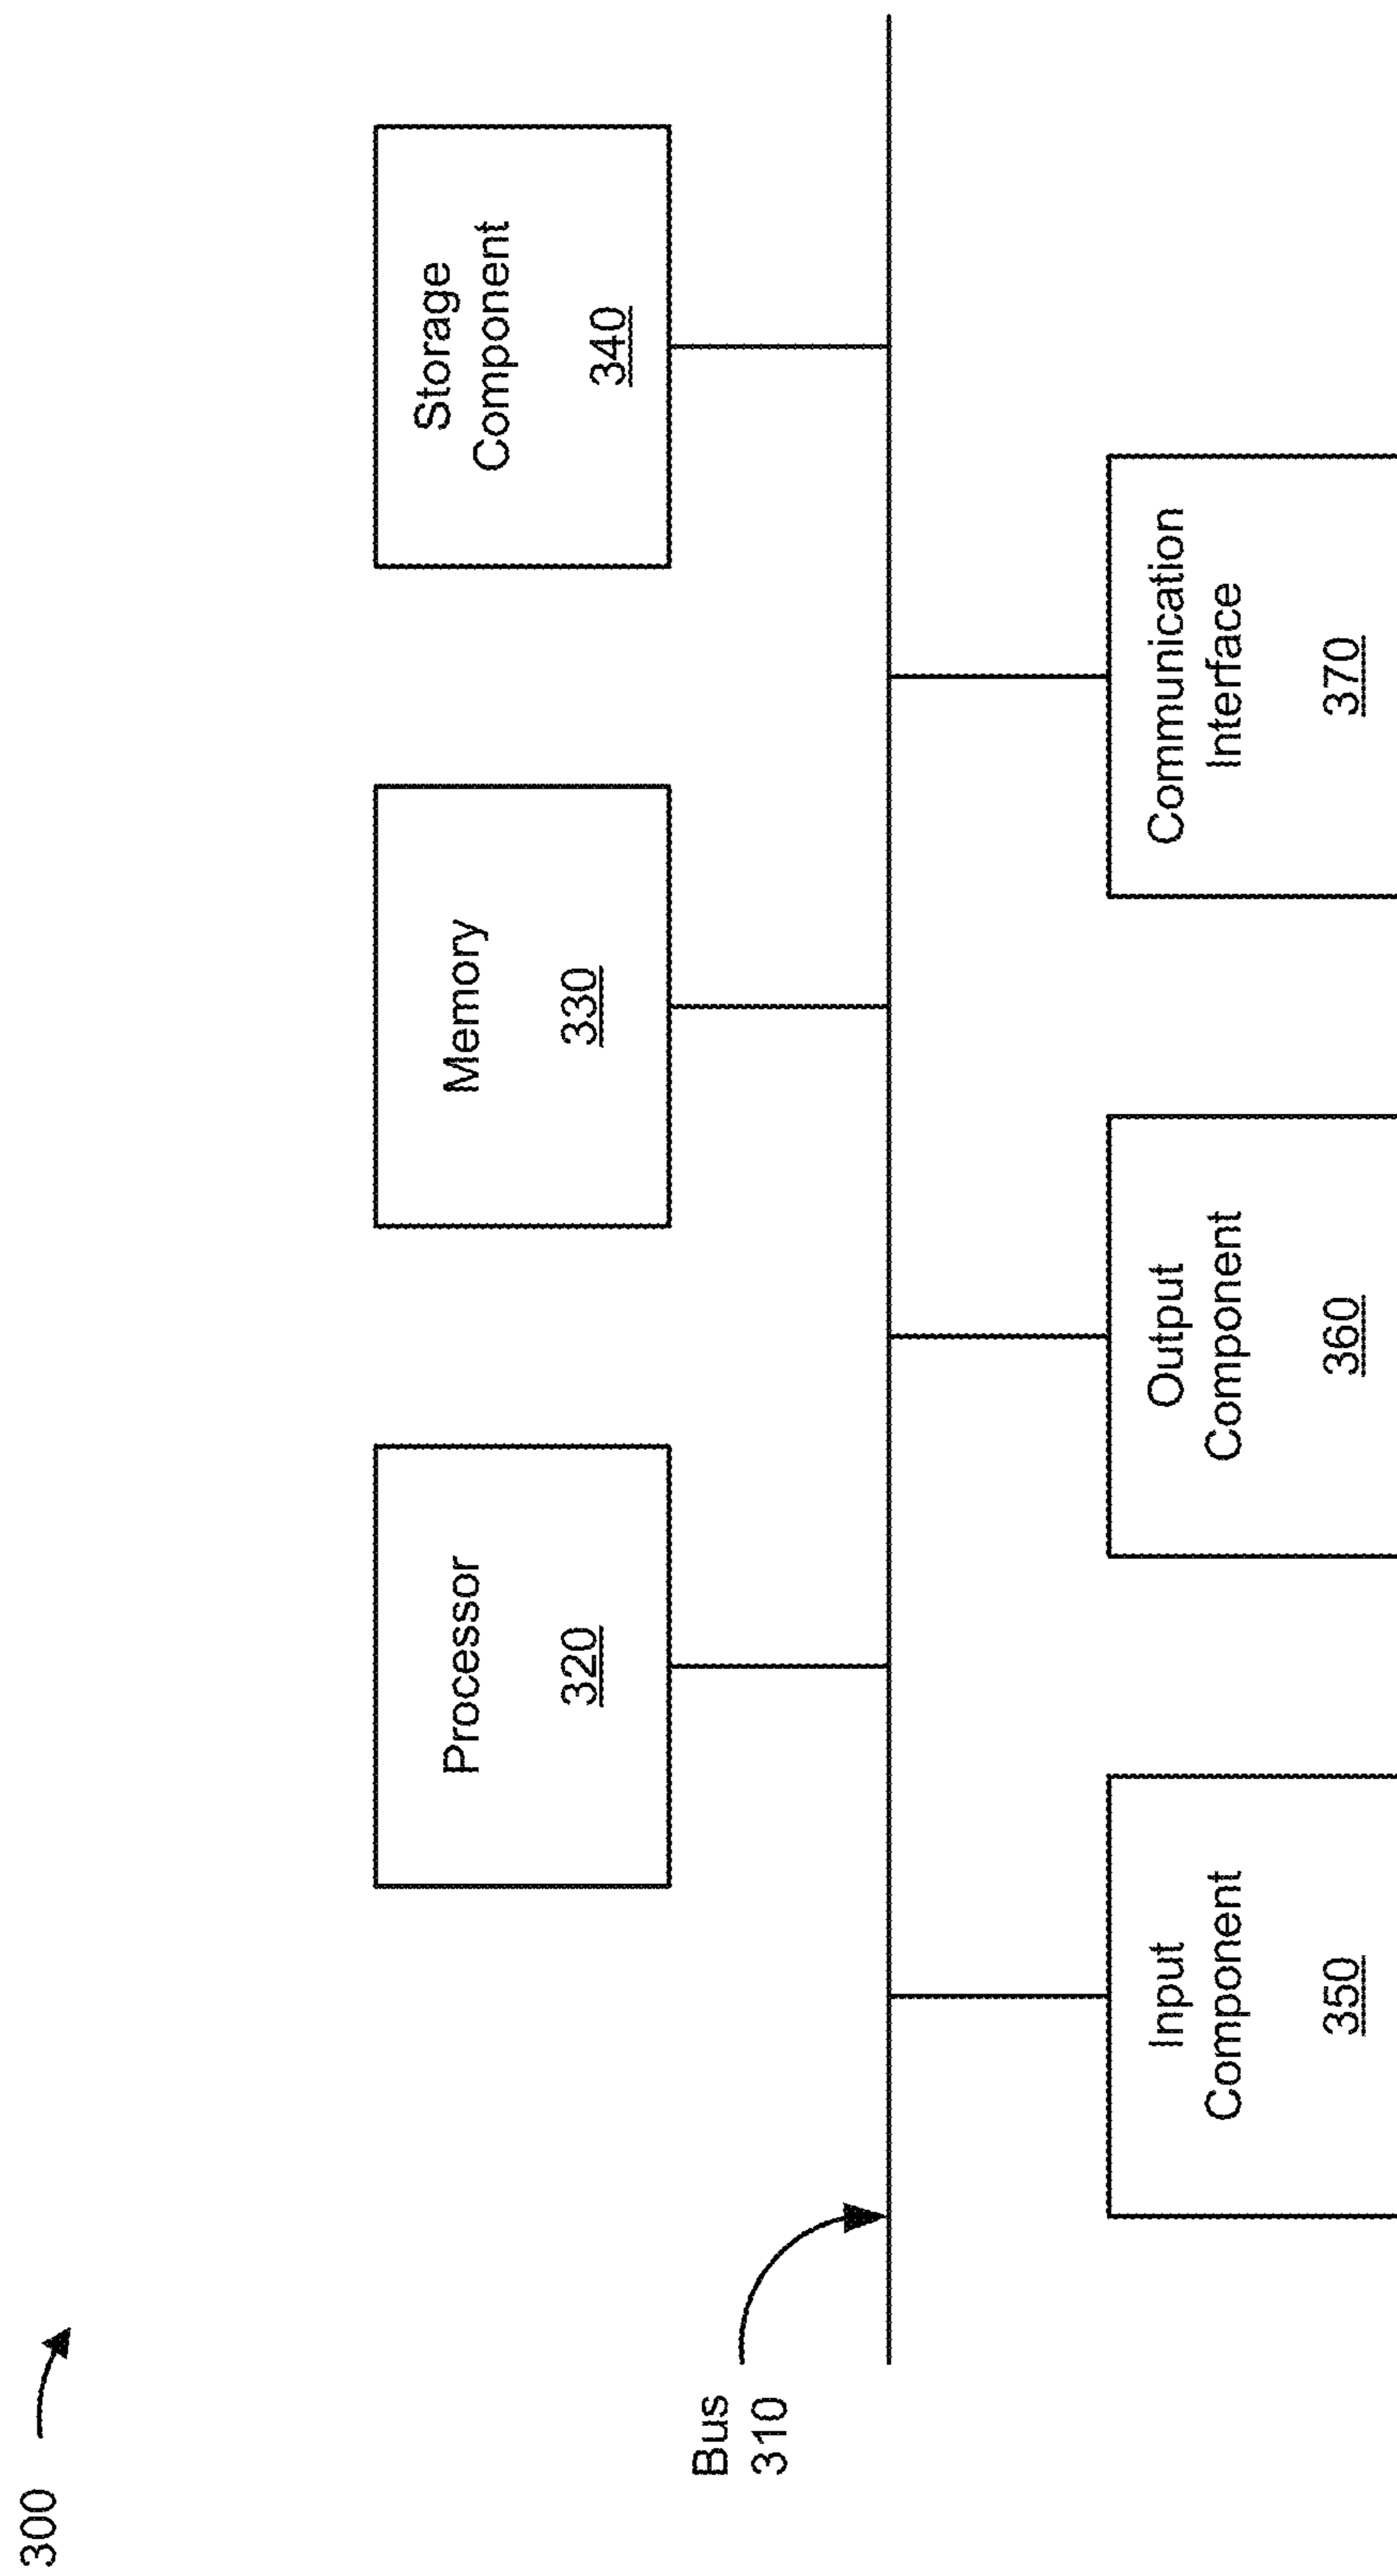 300
Bus
310
Processor
320
Memory
330
Storage
Component
340
Input
Component
350
Output
Component
360
Communication
Interface
370